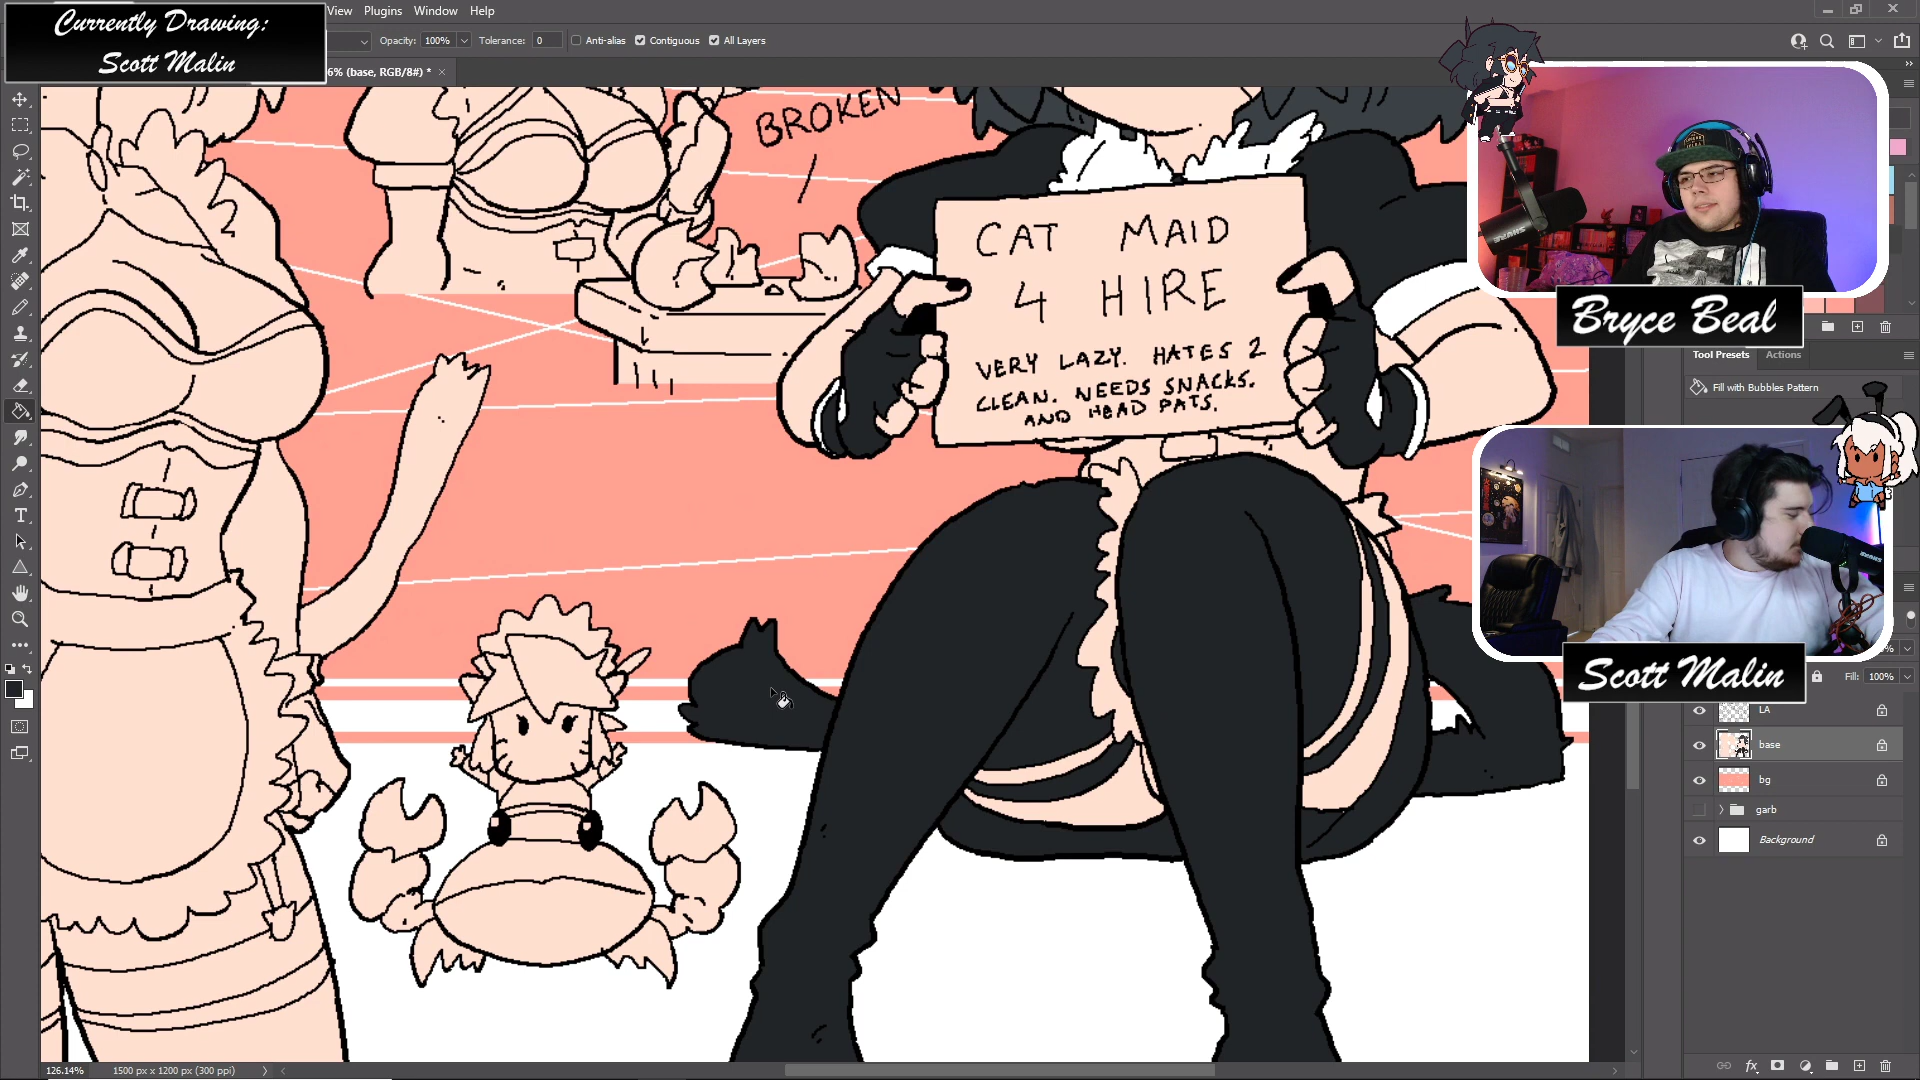 Currently Drawing:
Scott Malin
View Plugins Window Help
Opacity: 100% Tolerance: 0 Anti-alias Contiguous All Layers
6% (base, RGB/8#) *
BROKEN
CAT MAID
4 HIRE
VERY LAZY. HATES 2
CLEAN. NEEDS SNACKS.
AND HEAD PATS.
Bryce Beal
Tool Presets Actions
Fill with Bubbles Pattern
Scott Malin
Fill: 100%
LA
base
bg
garb
Background
126.14% 1500 px x 1200 px (300 ppi)